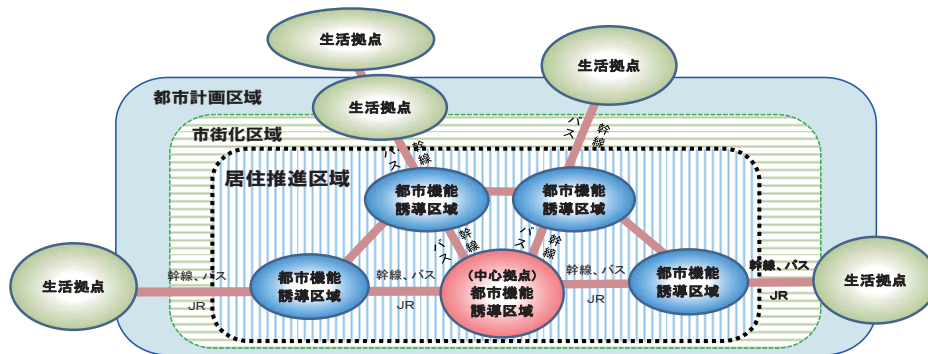 生活拠点
生活拠点
都市計画区域
生活拠点
市街化区域
バス
幹線
バス
幹線
居住推進区域
都市機能
誘導区域
都市機能
誘導区域
バス
幹線
バス
幹線
生活拠点
幹線、バス
JR
都市機能
誘導区域
幹線、バス
JR
(中心拠点)
都市機能
誘導区域
幹線、バス
JR
都市機能
誘導区域
幹線、バス
JR
生活拠点